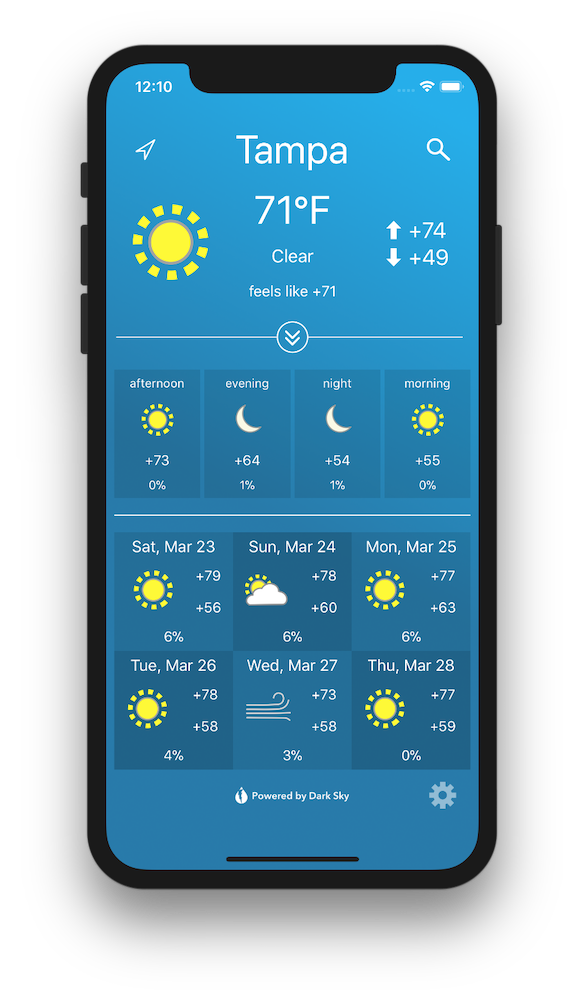 12:10
Tampa
71°F
+74
Clear
+49
feels like +71
afternoon evening night morning
+73 +64 +54 +55
0% 1% 1% 0%
Sat, Mar 23 Sun, Mar 24 Mon, Mar 25
+79 +78 +77
+56 +60 +63
6% 6% 6%
Tue, Mar 26 Wed, Mar 27 Thu, Mar 28
+78 +73 +77
+58 +58 +59
4% 3% 0%
Powered by Dark Sky